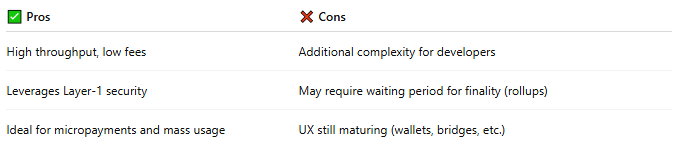 ✅ Pros ❌ Cons
High throughput, low fees Additional complexity for developers
Leverages Layer-1 security May require waiting period for finality (rollups)
Ideal for micropayments and mass usage UX still maturing (wallets, bridges, etc.)